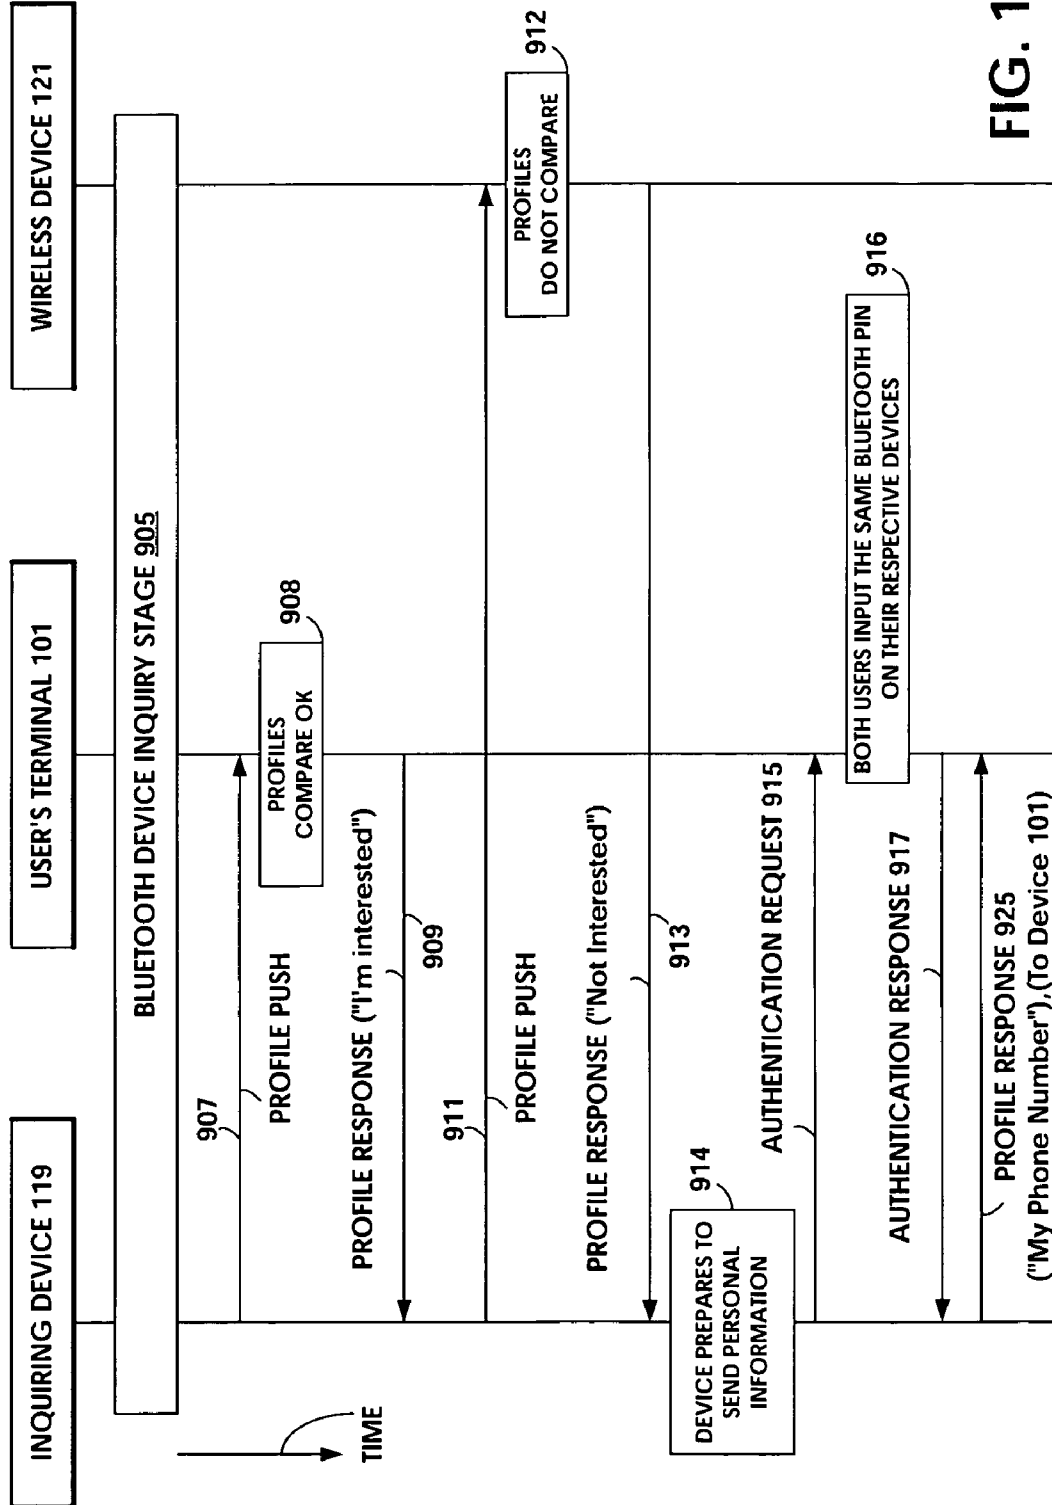 INQUIRING DEVICE 119
USER'S TERMINAL 101
WIRELESS DEVICE 121
BLUETOOTH DEVICE INQUIRY STAGE 905
907
PROFILE PUSH
PROFILES
COMPARE OK
908
PROFILE RESPONSE ("I'm interested")
909
911
PROFILE PUSH
PROFILES
DO NOT COMPARE
912
PROFILE RESPONSE ("Not Interested")
913
DEVICE PREPARES TO
SEND PERSONAL
INFORMATION
914
AUTHENTICATION REQUEST 915
BOTH USERS INPUT THE SAME BLUETOOTH PIN
ON THEIR RESPECTIVE DEVICES
916
AUTHENTICATION RESPONSE 917
PROFILE RESPONSE 925
("My Phone Number"),(To Device 101)
TIME
FIG. 1